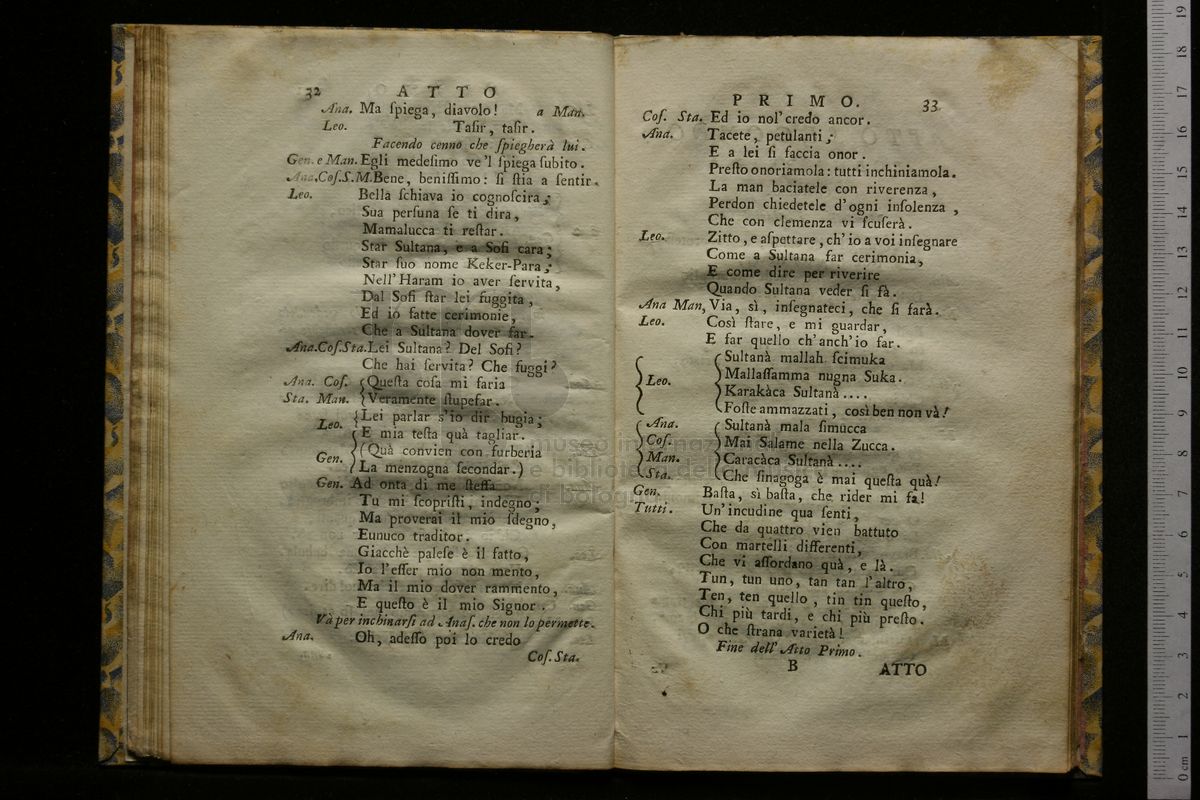 32 ATTO
Ana. Ma ſpiega, diavolo! a Man.
Leo. Taſir, taſir.
Facendo cenno che ſpiegherà lui.
Gen. e Man. Egli medeſimo ve'l ſpiega ſubito.
Ana.Coſ.S.M. Bene, beniſſimo: ſi ſtia a ſentir.
Leo. Bella ſchiava io cognoſcira;
Sua perſuna ſe ti dira,
Mamalucca ti reſtar.
Star Sultana, e a Sofi cara;
Star ſuo nome Keker-Para;
Nell'Haram io aver ſervita,
Dal Sofi ſtar lei fuggita,
Ed io fatte cerimonie,
Che a Sultana dover far.
Ana.Coſ.Sta. Lei Sultana? Del Sofi?
Che hai ſervita? Che fuggì?
Ana. Coſ. {Queſta coſa mi faria
Sta. Man. {Veramente ſtupefar.
Leo. {Lei parlar s'io dir bugia;
{E mia teſta quà tagliar.
Gen. {(Quà convien con furberia
{La menzogna ſecondar.)
Gen. Ad onta di me ſteſſa
Tu mi ſcopriſti, indegno;
Ma proverai il mio ſdegno,
Eunuco traditor.
Giacchè paleſe è il fatto,
Io l'eſſer mio non mento,
Ma il mio dover rammento,
E queſto è il mio Signor.
Và per inchinarſi ad Anaſ. che non lo permette.
Ana. Oh, adeſſo poi lo credo
Coſ. Sta.
PRIMO. 33
Coſ. Sta. Ed io nol' credo ancor.
Ana. Tacete, petulanti;
E a lei ſi faccia onor.
Preſto onoriamola: tutti inchiniamola.
La man baciatele con riverenza,
Perdon chiedetele d'ogni inſolenza,
Che con clemenza vi ſcuſerà.
Leo. Zitto, e aſpettare, ch' io a voi inſegnare
Come a Sultana far cerimonia,
E come dire per riverire
Quando Sultana veder ſi fà.
Ana Man, Via, sì, inſegnateci, che ſi farà.
Leo. Così ſtare, e mi guardar,
E far quello ch'anch'io far.
{Leo. {Sultanà mallah ſcimuka
{Mallaſſamma nugna Suka.
{Karakàca Sultanà....
{Foſte ammazzati, così ben non và!
{Ana. {Sultanà mala ſimucca
{Coſ. {Mai Salame nella Zucca.
{Man. {Caracàca Sultanà....
{Sta. {Che ſinagoga è mai queſta quà!
Gen. Baſta, sì baſta, che rider mi fa!
Tutti. Un'incudine qua ſenti,
Che da quattro vien battuto
Con martelli differenti,
Che vi aſſordano quà, e là.
Tun, tun uno, tan tan l'altro,
Ten, ten quello, tin tin queſto,
Chi più tardi, e chi più preſto.
O che ſtrana varietà!
Fine dell' Atto Primo.
B ATTO